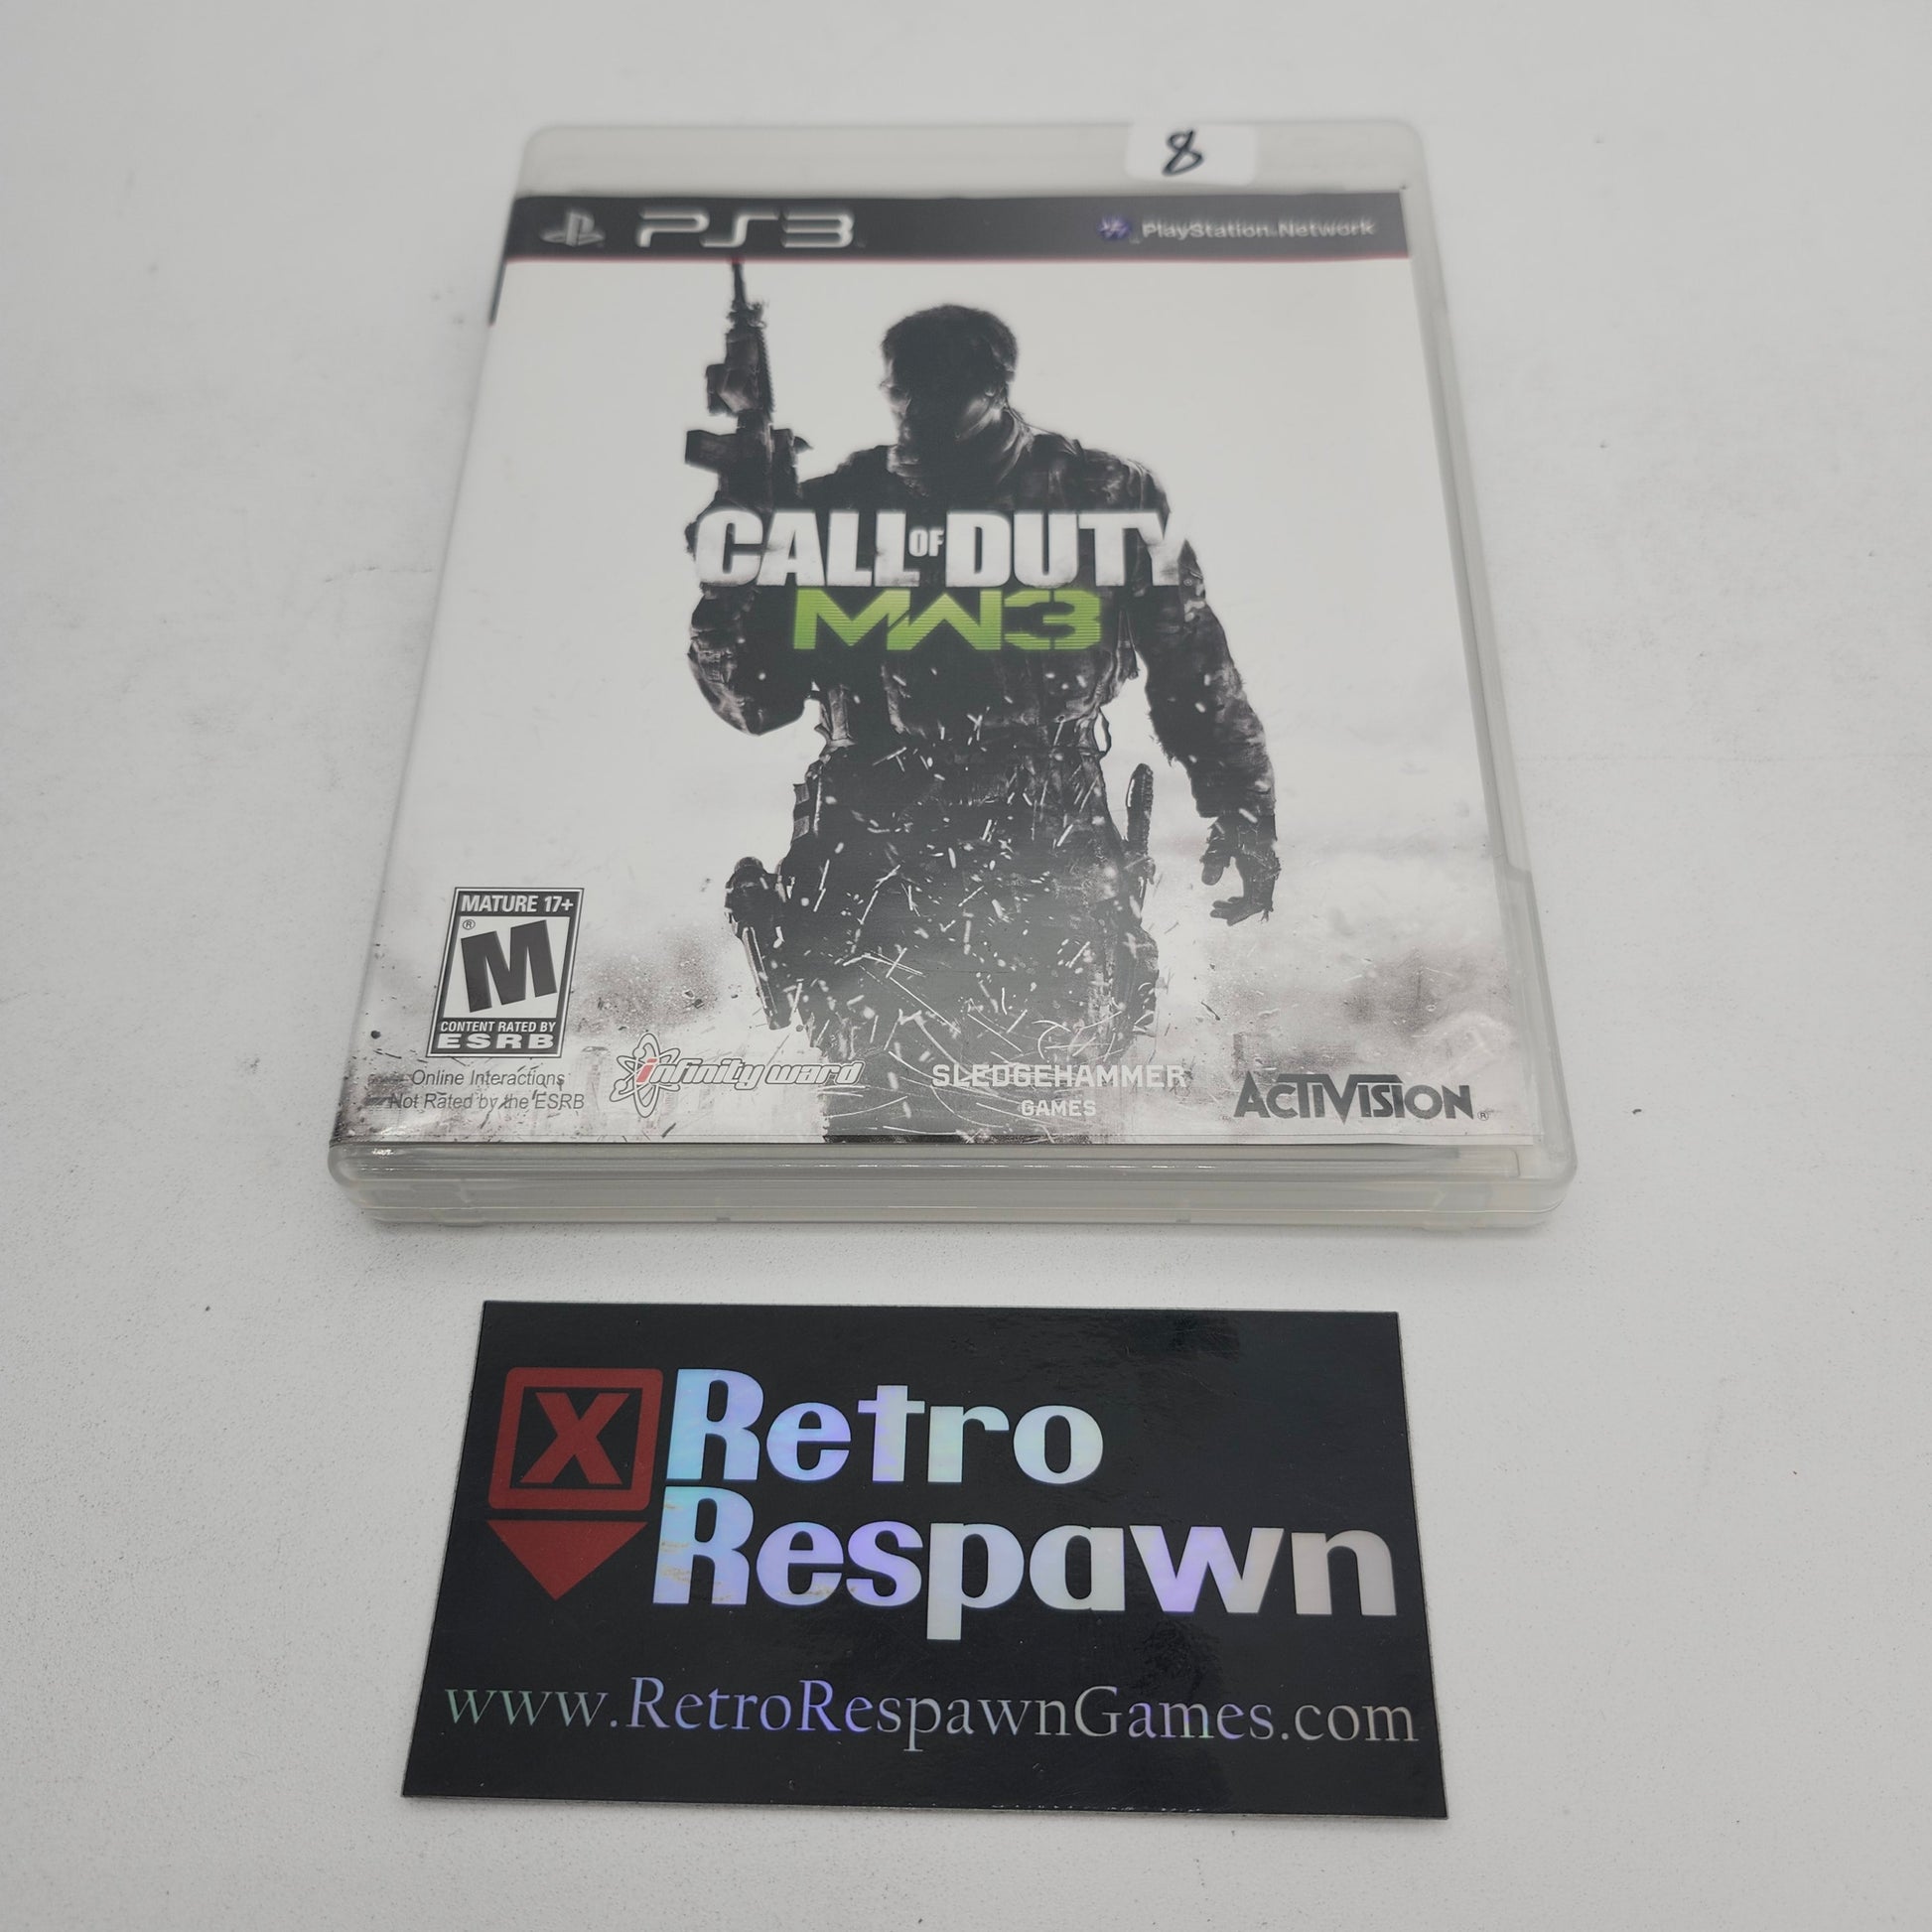 8
PS3
PlayStation Network
CALL OF DUTY
MW3
MATURE 17+
M®
CONTENT RATED BY
ESRB
Online Interactions
Not Rated by the ESRB
infinity ward
SLEDGEHAMMER
GAMES
ACTIVISION®
X Retro
Respawn
www.RetroRespawnGames.com